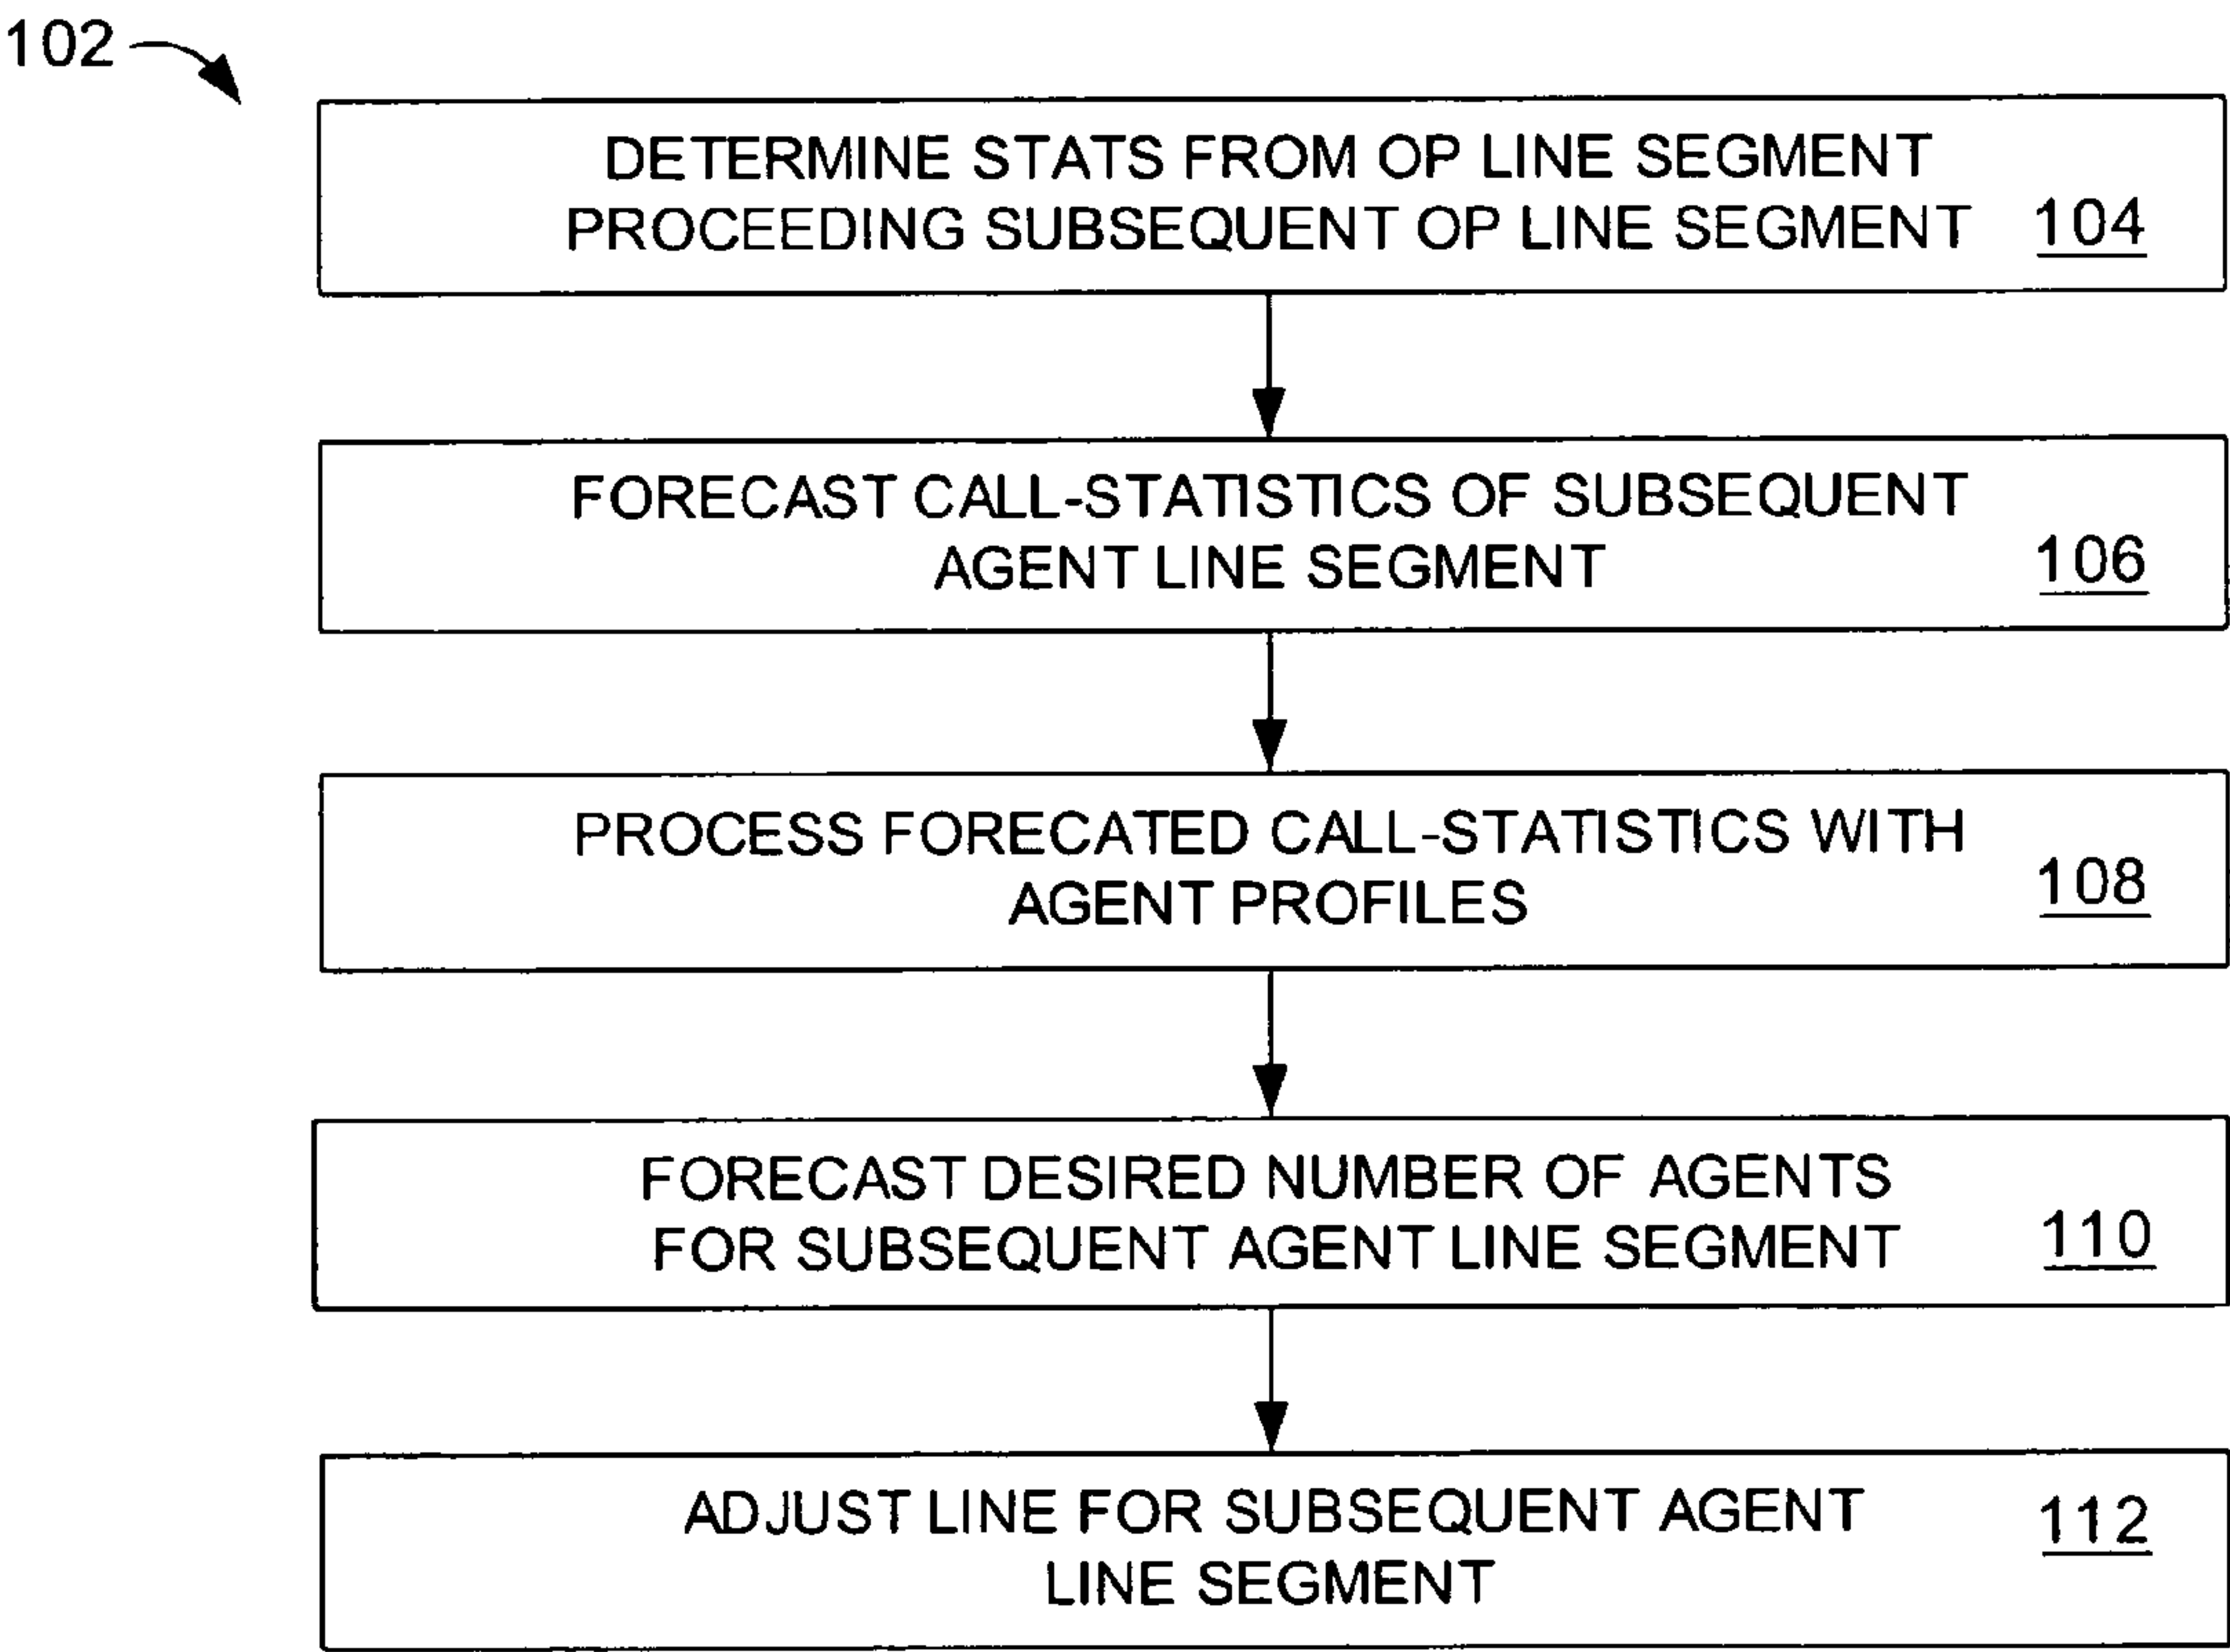 102
DETERMINE STATS FROM OP LINE SEGMENT
PROCEEDING SUBSEQUENT OP LINE SEGMENT 104
FORECAST CALL-STATISTICS OF SUBSEQUENT
AGENT LINE SEGMENT 106
PROCESS FORECATED CALL-STATISTICS WITH
AGENT PROFILES 108
FORECAST DESIRED NUMBER OF AGENTS
FOR SUBSEQUENT AGENT LINE SEGMENT 110
ADJUST LINE FOR SUBSEQUENT AGENT 112
LINE SEGMENT